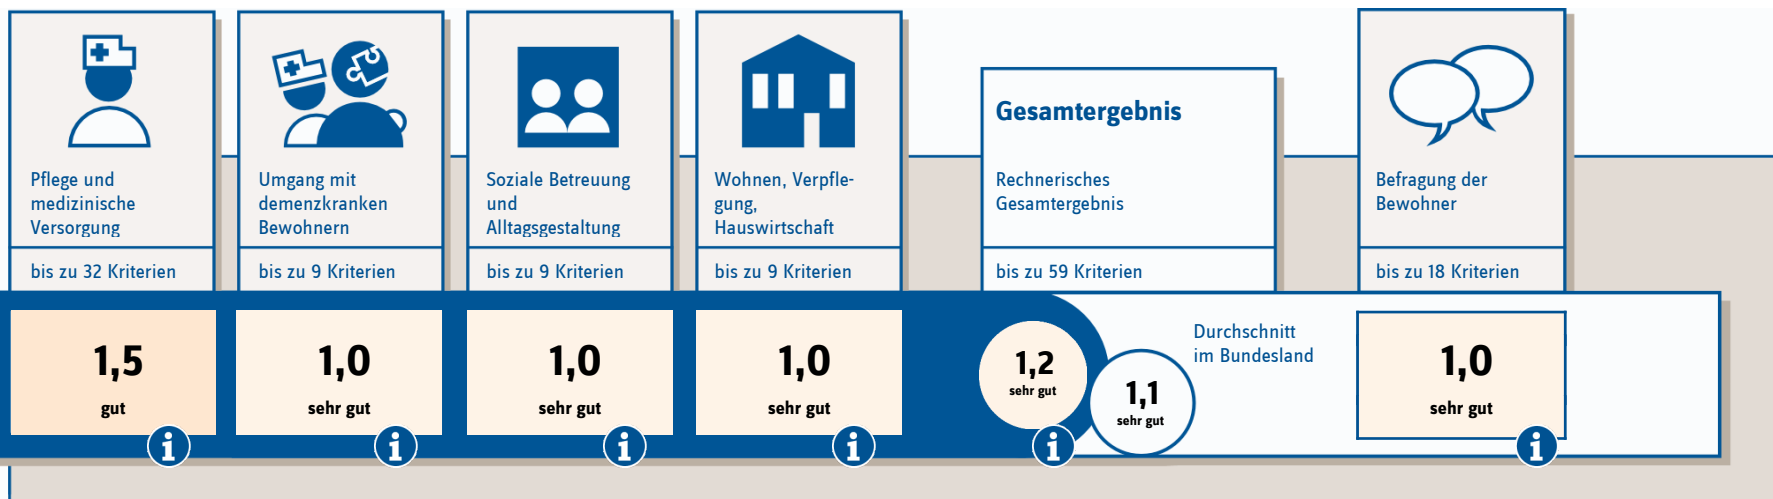 Pflege und
medizinische
Versorgung
bis zu 32 Kriterien
1,5
gut
Umgang mit
demenzkranken
Bewohnern
bis zu 9 Kriterien
1,0
sehr gut
Soziale Betreuung
und
Alltagsgestaltung
bis zu 9 Kriterien
1,0
sehr gut
Wohnen, Verpfle-
gung,
Hauswirtschaft
bis zu 9 Kriterien
1,0
sehr gut
Gesamtergebnis
Rechnerisches
Gesamtergebnis
bis zu 59 Kriterien
1,2
sehr gut
1,1
sehr gut
Durchschnitt
im Bundesland
Befragung der
Bewohner
bis zu 18 Kriterien
1,0
sehr gut